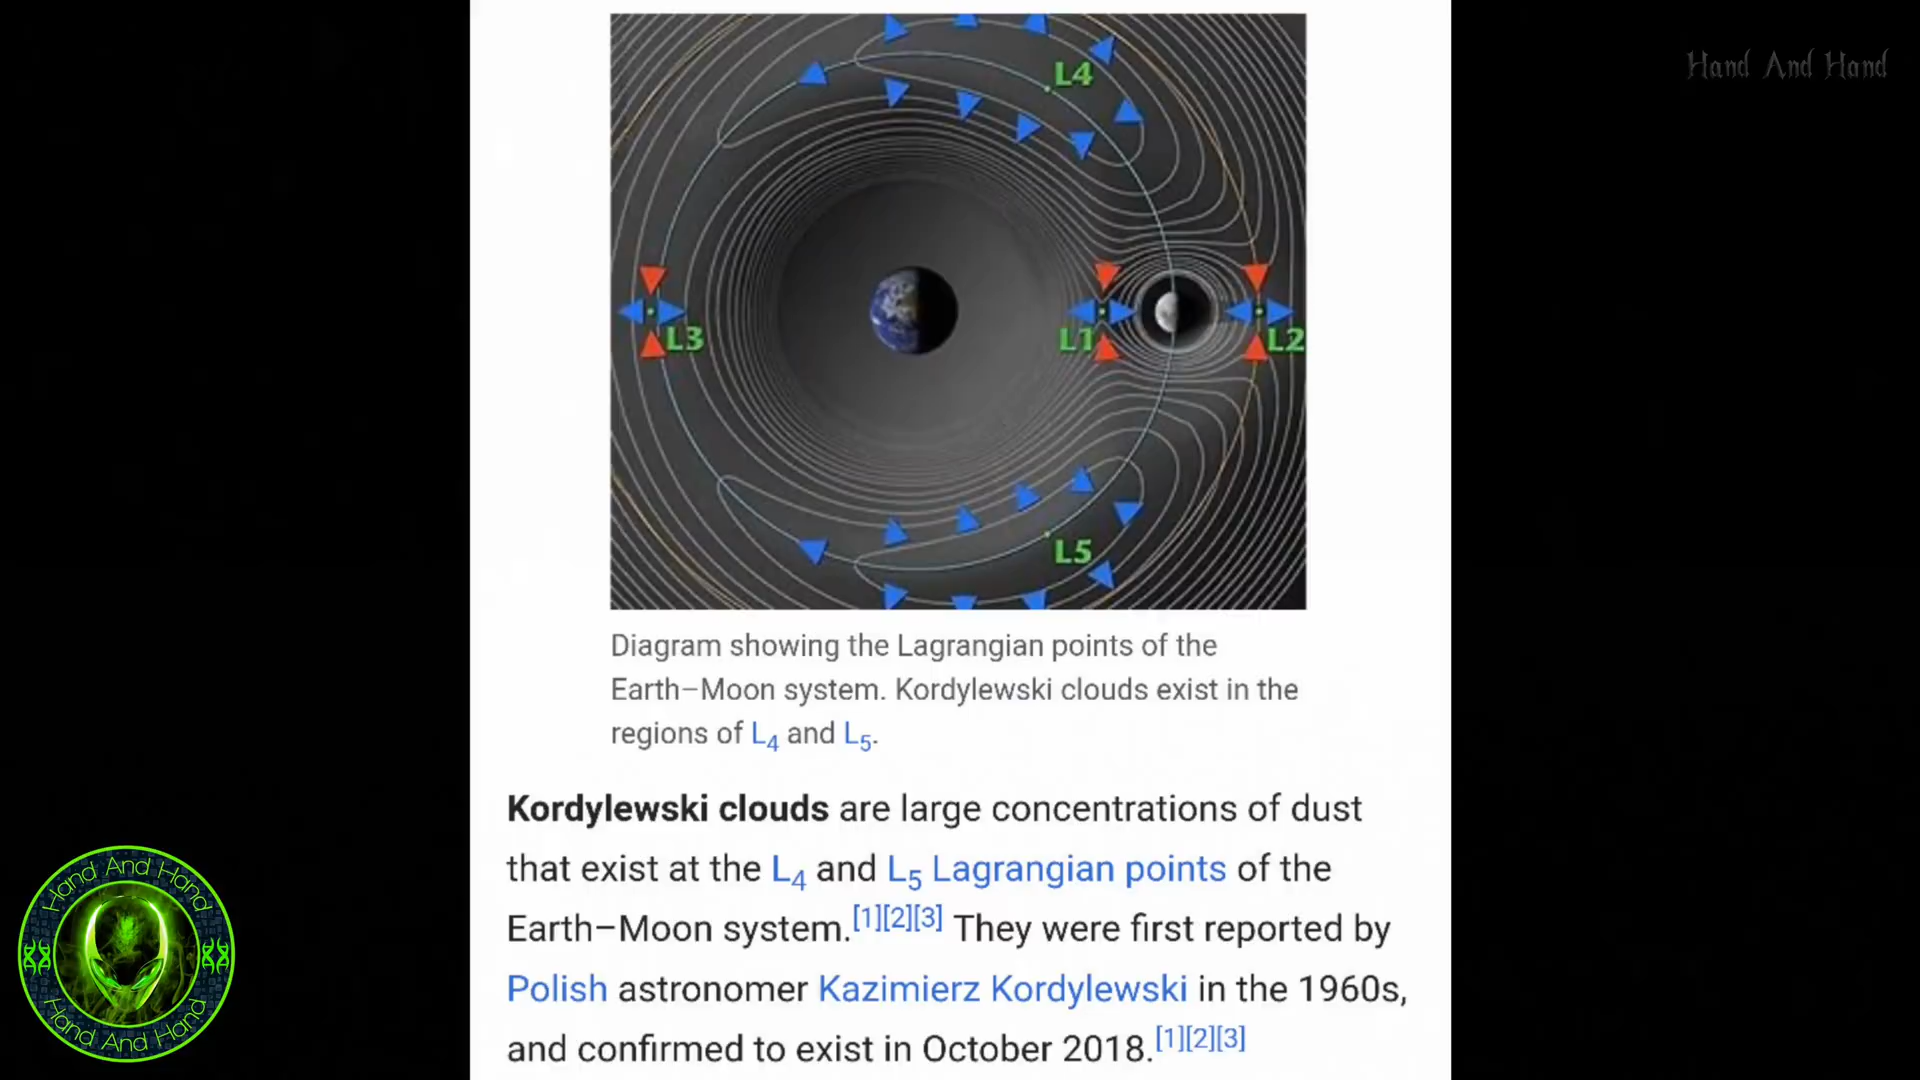 Hand And Hand
L4
L3
L1
L2
L5
Diagram showing the Lagrangian points of the
Earth–Moon system. Kordylewski clouds exist in the
regions of L₄ and L₅.
Kordylewski clouds are large concentrations of dust
that exist at the L₄ and L₅ Lagrangian points of the
Earth–Moon system.[1][2][3] They were first reported by
Polish astronomer Kazimierz Kordylewski in the 1960s,
and confirmed to exist in October 2018.[1][2][3]
Hand And Hand
Hand And Hand